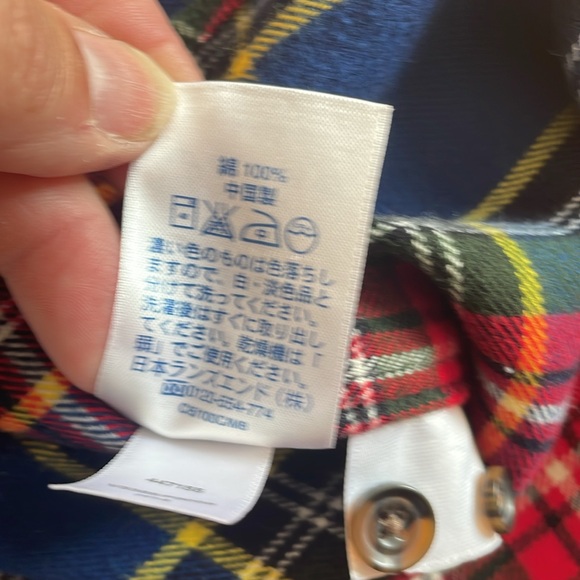 綿 100%
中国製
濃い色のものは色落ちし
ますので、白・淡色品と
分けて洗ってください。
洗濯後はすぐに取り出し
てください。乾燥機は「
弱」でご使用ください。
日本ランズエンド（株）
0120-554-774